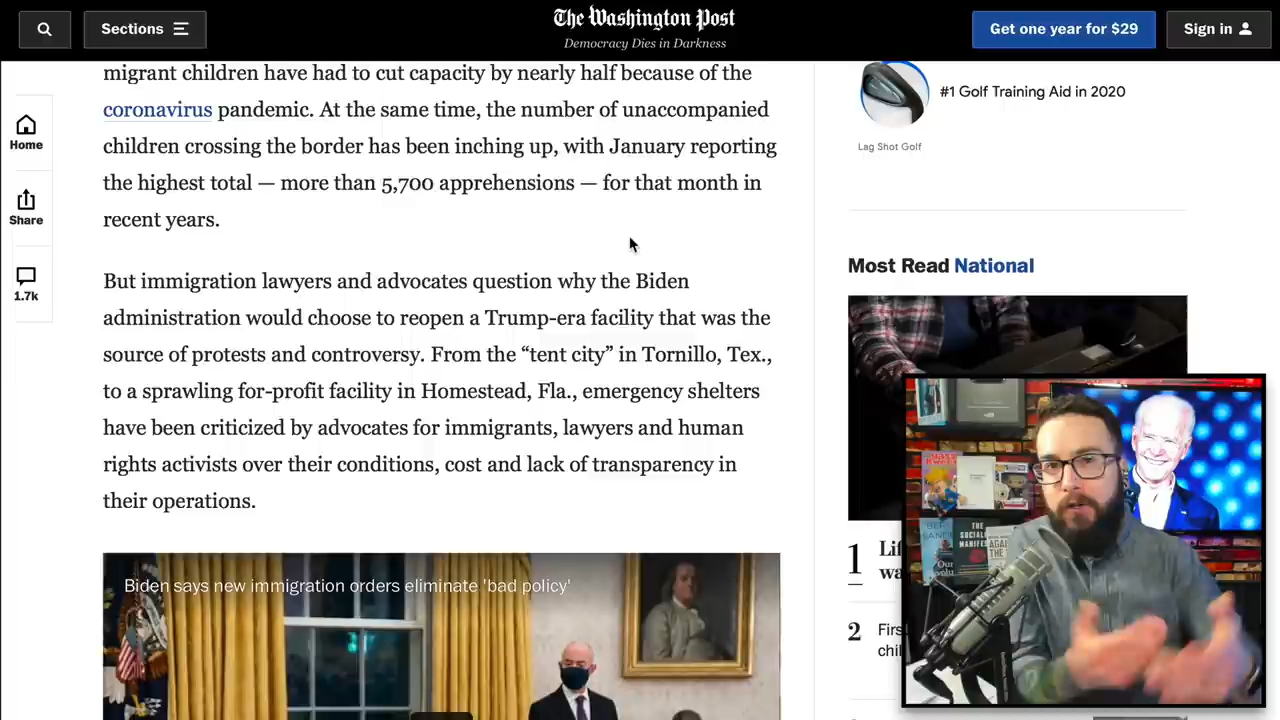 Sections
The Washington Post
Democracy Dies in Darkness
Get one year for $29
Sign in
migrant children have had to cut capacity by nearly half because of the
coronavirus pandemic. At the same time, the number of unaccompanied
children crossing the border has been inching up, with January reporting
the highest total — more than 5,700 apprehensions — for that month in
recent years.
But immigration lawyers and advocates question why the Biden
administration would choose to reopen a Trump-era facility that was the
source of protests and controversy. From the “tent city” in Tornillo, Tex.,
to a sprawling for-profit facility in Homestead, Fla., emergency shelters
have been criticized by advocates for immigrants, lawyers and human
rights activists over their conditions, cost and lack of transparency in
their operations.
Biden says new immigration orders eliminate 'bad policy'
Home
Share
1.7k
#1 Golf Training Aid in 2020
Lag Shot Golf
Most Read National
1
2
THE
Our